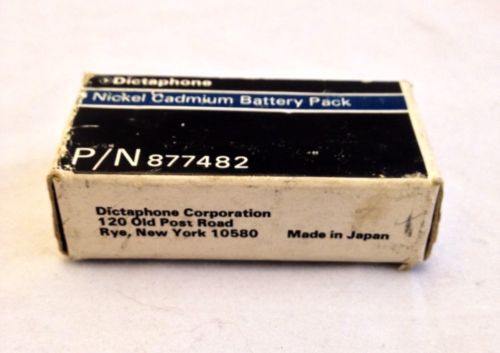 Dictaphone
Nickel Cadmium Battery Pack
P/N 877482
Dictaphone Corporation
120 Old Post Road
Rye, New York 10580
Made in Japan